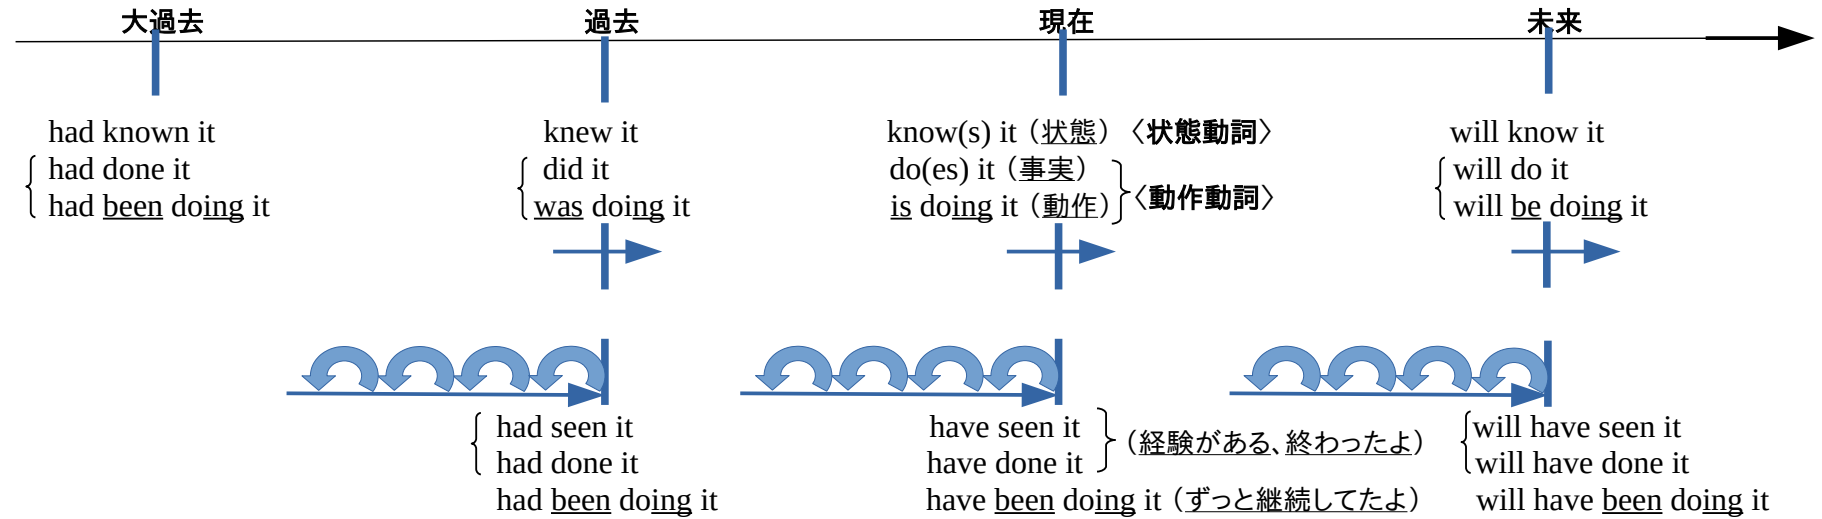 大過去 過去 現在 未来
had known it knew it know(s) it（状態）〈状態動詞〉 will know it
had done it did it do(es) it（事実） will do it
〈動作動詞〉
had been doing it was doing it is doing it（動作） will be doing it
had seen it have seen it will have seen it
（経験がある、終わったよ）
had done it have done it will have done it
had been doing it have been doing it（ずっと継続してたよ） will have been doing it